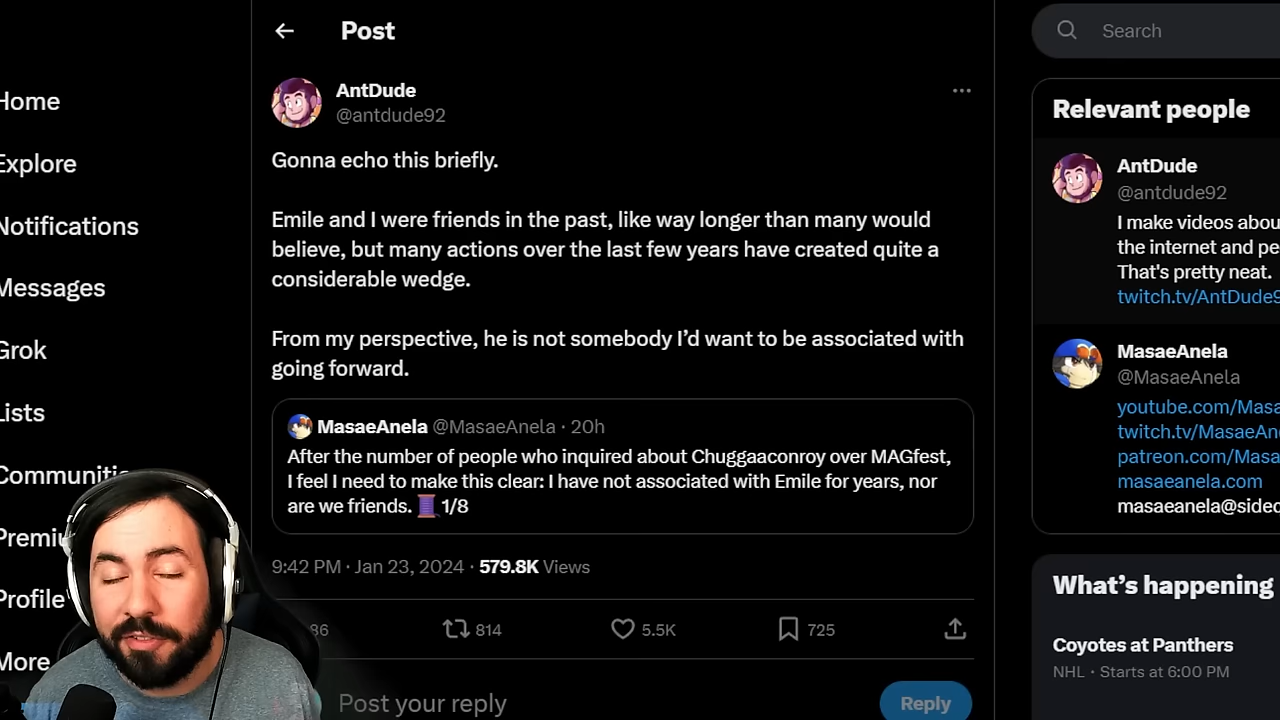 Post
Search
Home
Explore
Notifications
Messages
Grok
Lists
Communitie
Premiu
Profile
More
AntDude
@antdude92
Gonna echo this briefly.
Emile and I were friends in the past, like way longer than many would
believe, but many actions over the last few years have created quite a
considerable wedge.
From my perspective, he is not somebody I’d want to be associated with
going forward.
MasaeAnela @MasaeAnela · 20h
After the number of people who inquired about Chuggaaconroy over MAGfest,
I feel I need to make this clear: I have not associated with Emile for years, nor
are we friends. 🧵 1/8
9:42 PM · Jan 23, 2024 · 579.8K Views
814
5.5K
725
Post your reply
Reply
Relevant people
AntDude
@antdude92
I make videos abou
the internet and pe
That's pretty neat.
twitch.tv/AntDude9
MasaeAnela
@MasaeAnela
youtube.com/Masa
twitch.tv/MasaeAn
patreon.com/Masa
masaeanela.com
masaeanela@sideq
What’s happening
Coyotes at Panthers
NHL · Starts at 6:00 PM